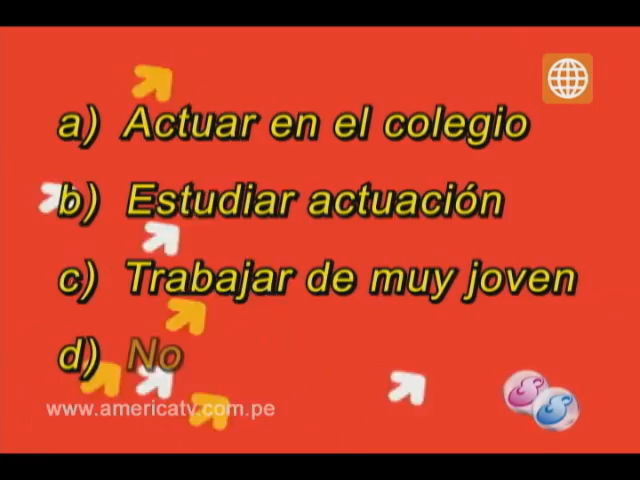 a) Actuar en el colegio
b) Estudiar actuación
c) Trabajar de muy joven
d) No
www.americatv.com.pe